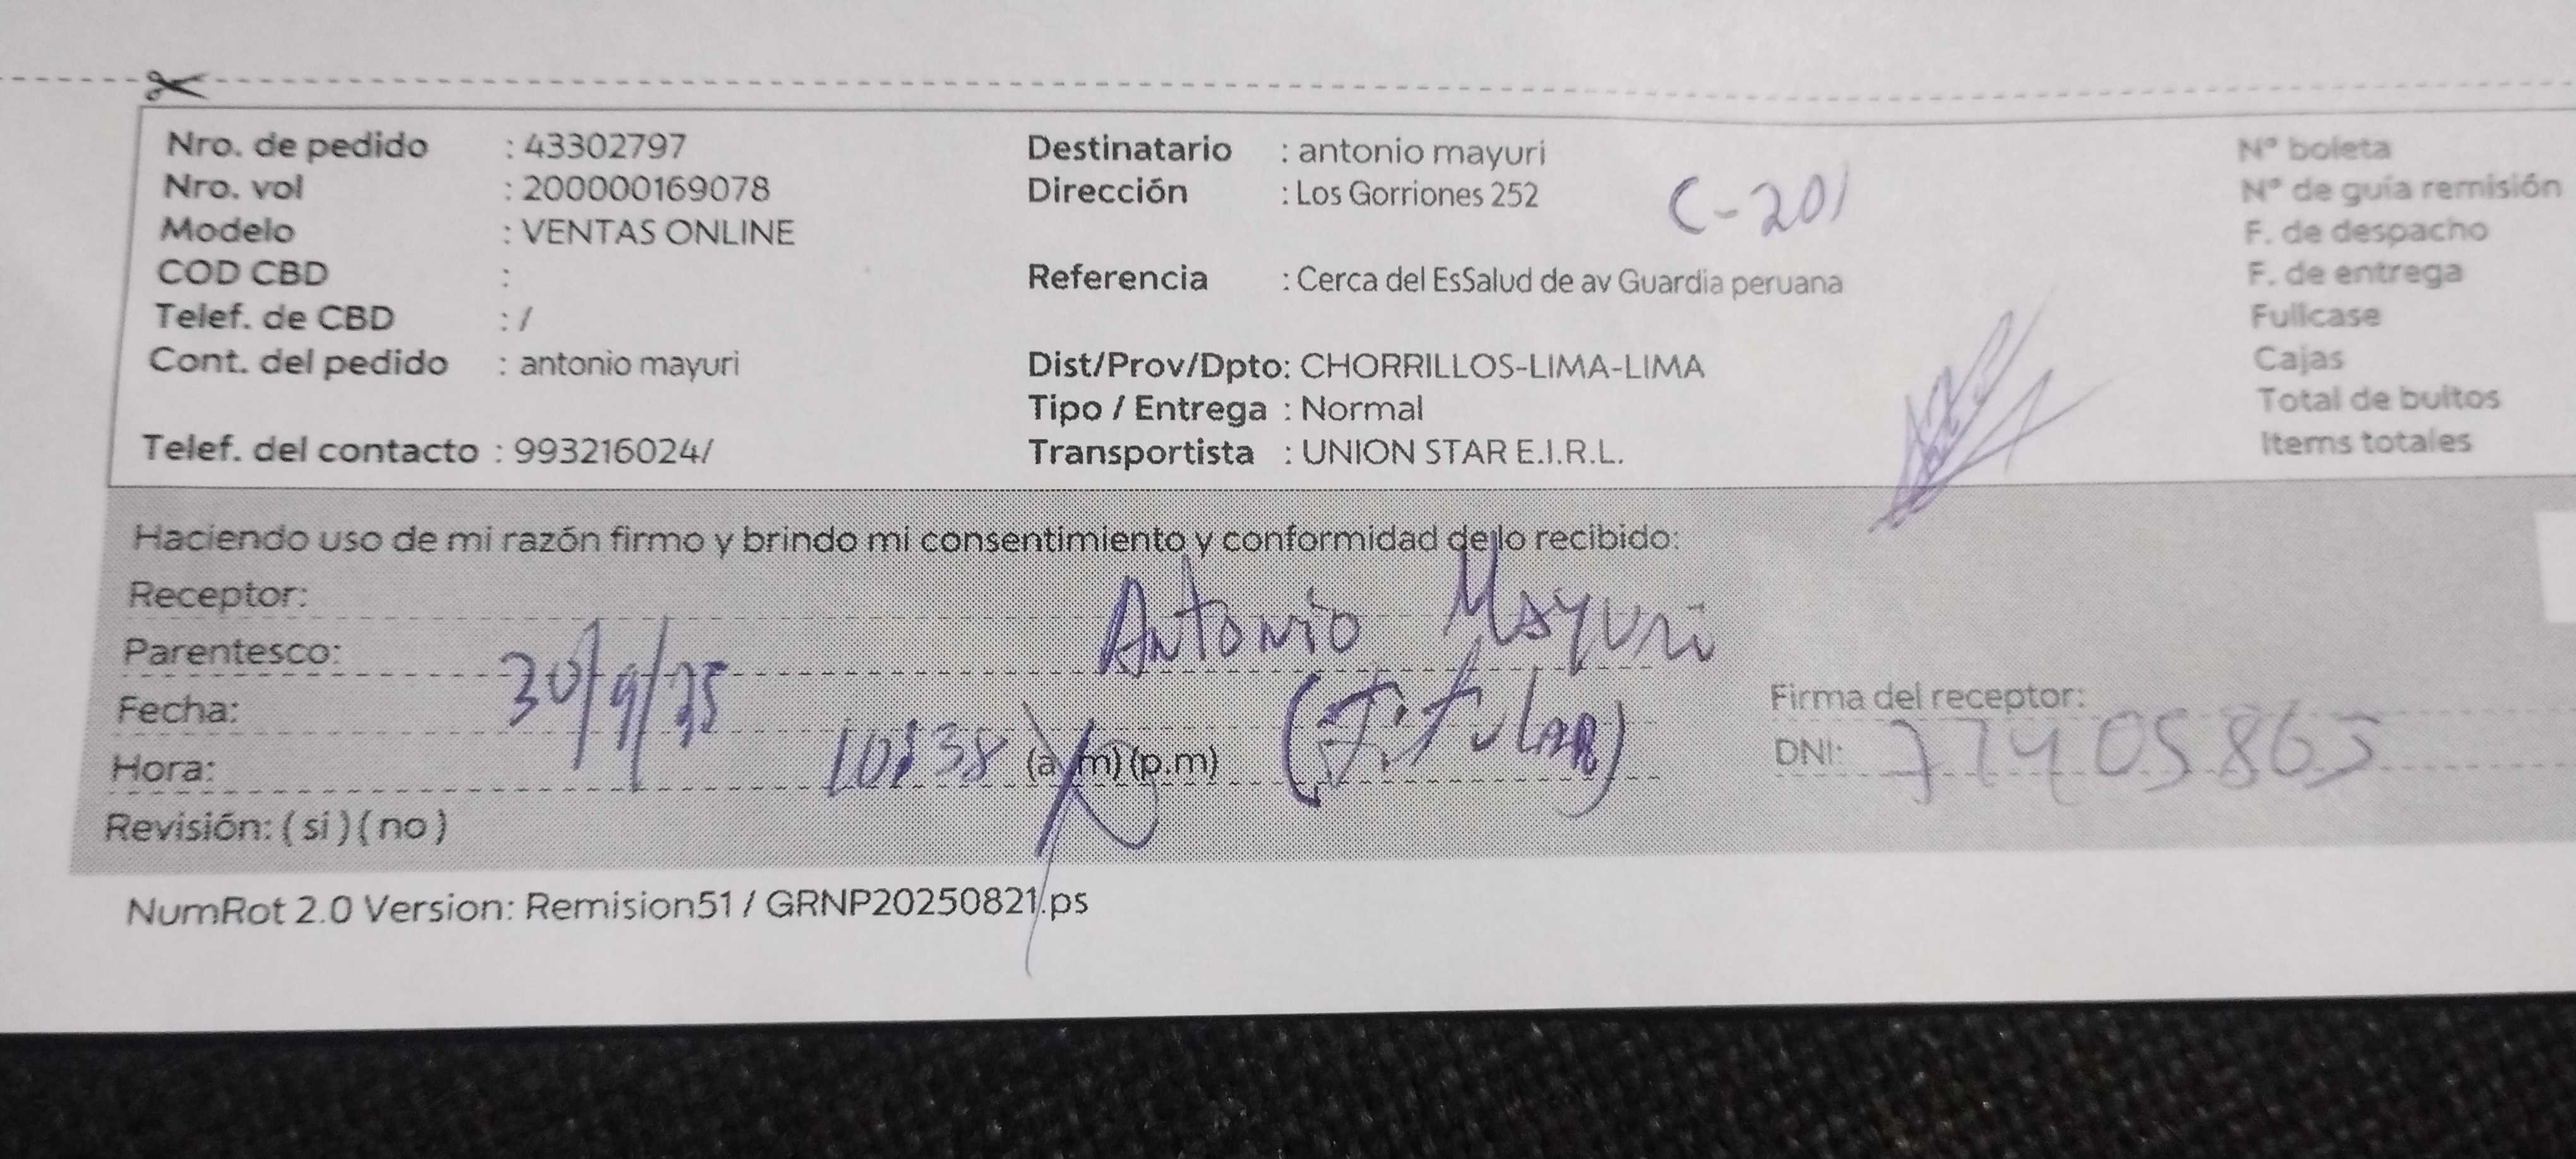 Nro. de pedido : 43302797
Nro. vol : 200000169078
Modelo : VENTAS ONLINE
COD CBD :
Telef. de CBD : /
Cont. del pedido : antonio mayuri
Telef. del contacto : 993216024/
Destinatario : antonio mayuri
Dirección : Los Gorriones 252
C-201
Referencia : Cerca del EsSalud de av Guardia peruana
Dist/Prov/Dpto: CHORRILLOS-LIMA-LIMA
Tipo / Entrega : Normal
Transportista : UNION STAR E.I.R.L.
N° boleta
N° de guía remisión
F. de despacho
F. de entrega
Fullcase
Cajas
Total de bultos
Items totales
Haciendo uso de mi razón firmo y brindo mi consentimiento y conformidad de lo recibido:
Receptor: Antonio Mayuri
Parentesco: (Titular)
Fecha: 30/9/25
Hora: 10:38 (a.m)(p.m)
Revisión: ( si ) ( no )
Firma del receptor:
DNI: 77405865
NumRot 2.0 Version: Remision51 / GRNP20250821.ps